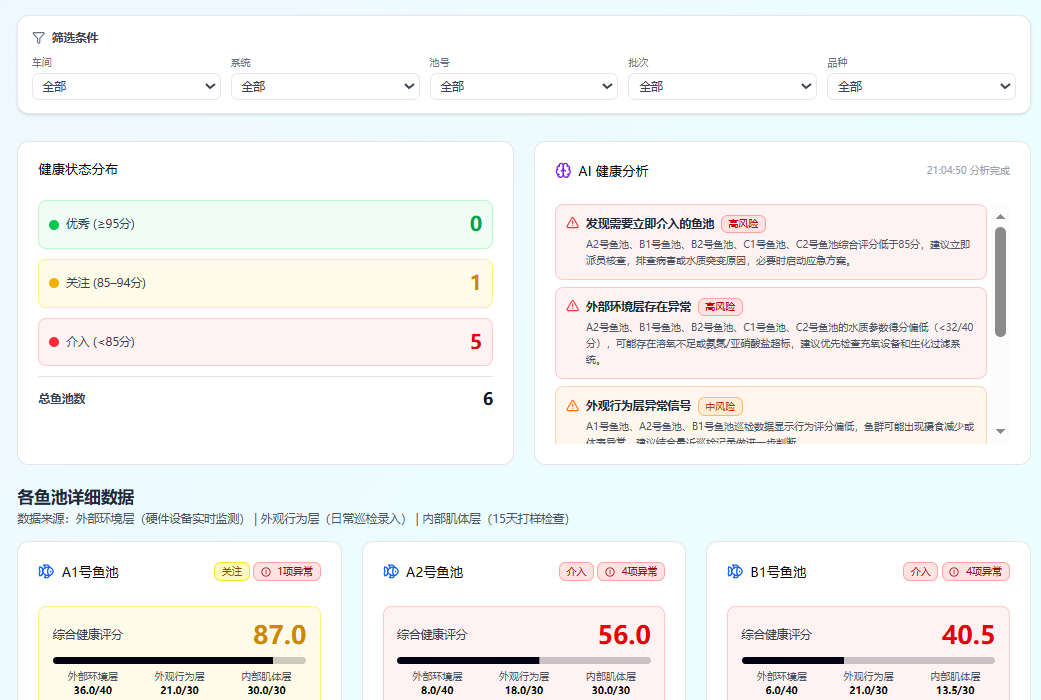 筛选条件
车间 系统 池号 批次 品种
全部 全部 全部 全部 全部
健康状态分布
优秀 (≥95分) 0
关注 (85–94分) 1
介入 (<85分) 5
总鱼池数 6
AI 健康分析 21:04:50 分析完成
发现需要立即介入的鱼池 高风险
A2号鱼池、B1号鱼池、B2号鱼池、C1号鱼池、C2号鱼池综合评分低于85分，建议立即
派员核查，排查病害或水质突变原因，必要时启动应急方案。
外部环境层存在异常 高风险
A2号鱼池、B1号鱼池、B2号鱼池、C1号鱼池、C2号鱼池的水质参数得分偏低（<32/40
分），可能存在溶氧不足或氨氮/亚硝酸盐超标，建议优先检查充氧设备和生化过滤系
统。
外观行为层异常信号 中风险
A1号鱼池、A2号鱼池、B1号鱼池巡检数据显示行为评分偏低，鱼群可能出现摄食减少或
体表异常，建议结合最近巡检记录做进一步判断
各鱼池详细数据
数据来源：外部环境层（硬件设备实时监测） | 外观行为层（日常巡检录入） | 内部肌体层（15天打样检查）
A1号鱼池 关注 1项异常
综合健康评分 87.0
外部环境层 外观行为层 内部肌体层
36.0/40 21.0/30 30.0/30
A2号鱼池 介入 4项异常
综合健康评分 56.0
外部环境层 外观行为层 内部肌体层
8.0/40 18.0/30 30.0/30
B1号鱼池 介入 4项异常
综合健康评分 40.5
外部环境层 外观行为层 内部肌体层
6.0/40 21.0/30 13.5/30